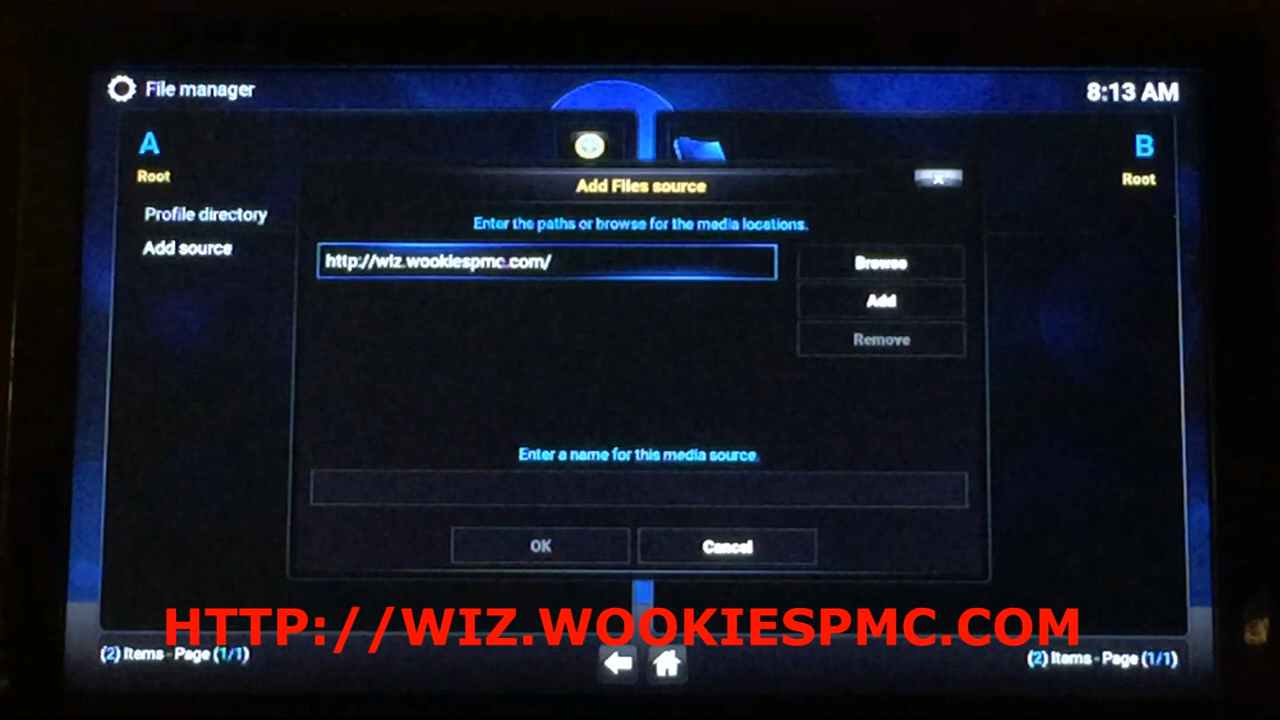 File manager
8:13 AM
A
B
Root
Root
Profile directory
Add source
Add Files source
Enter the paths or browse for the media locations.
http://wiz.wookiespmc.com/
Browse
Add
Remove
Enter a name for this media source.
OK
Cancel
HTTP://WIZ.WOOKIESPMC.COM
(2) Items - Page (1/1)
(2) Items - Page (1/1)